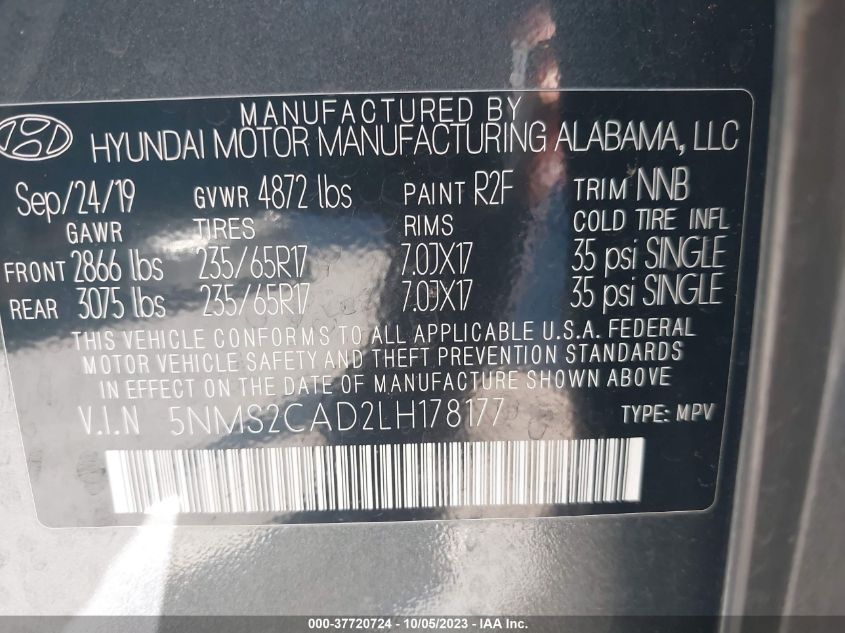 MANUFACTURED BY
HYUNDAI MOTOR MANUFACTURING ALABAMA, LLC
Sep/24/19 GVWR 4872 lbs PAINT R2F TRIM NNB
GAWR TIRES RIMS COLD TIRE INFL
FRONT 2866 lbs 235/65R17 7.0JX17 35 psi SINGLE
REAR 3075 lbs 235/65R17 7.0JX17 35 psi SINGLE
THIS VEHICLE CONFORMS TO ALL APPLICABLE U.S.A. FEDERAL
MOTOR VEHICLE SAFETY AND THEFT PREVENTION STANDARDS
IN EFFECT ON THE DATE OF MANUFACTURE SHOWN ABOVE
V.I.N 5NMS2CAD2LH178177 TYPE: MPV
000-37720724 - 10/05/2023 - IAA Inc.